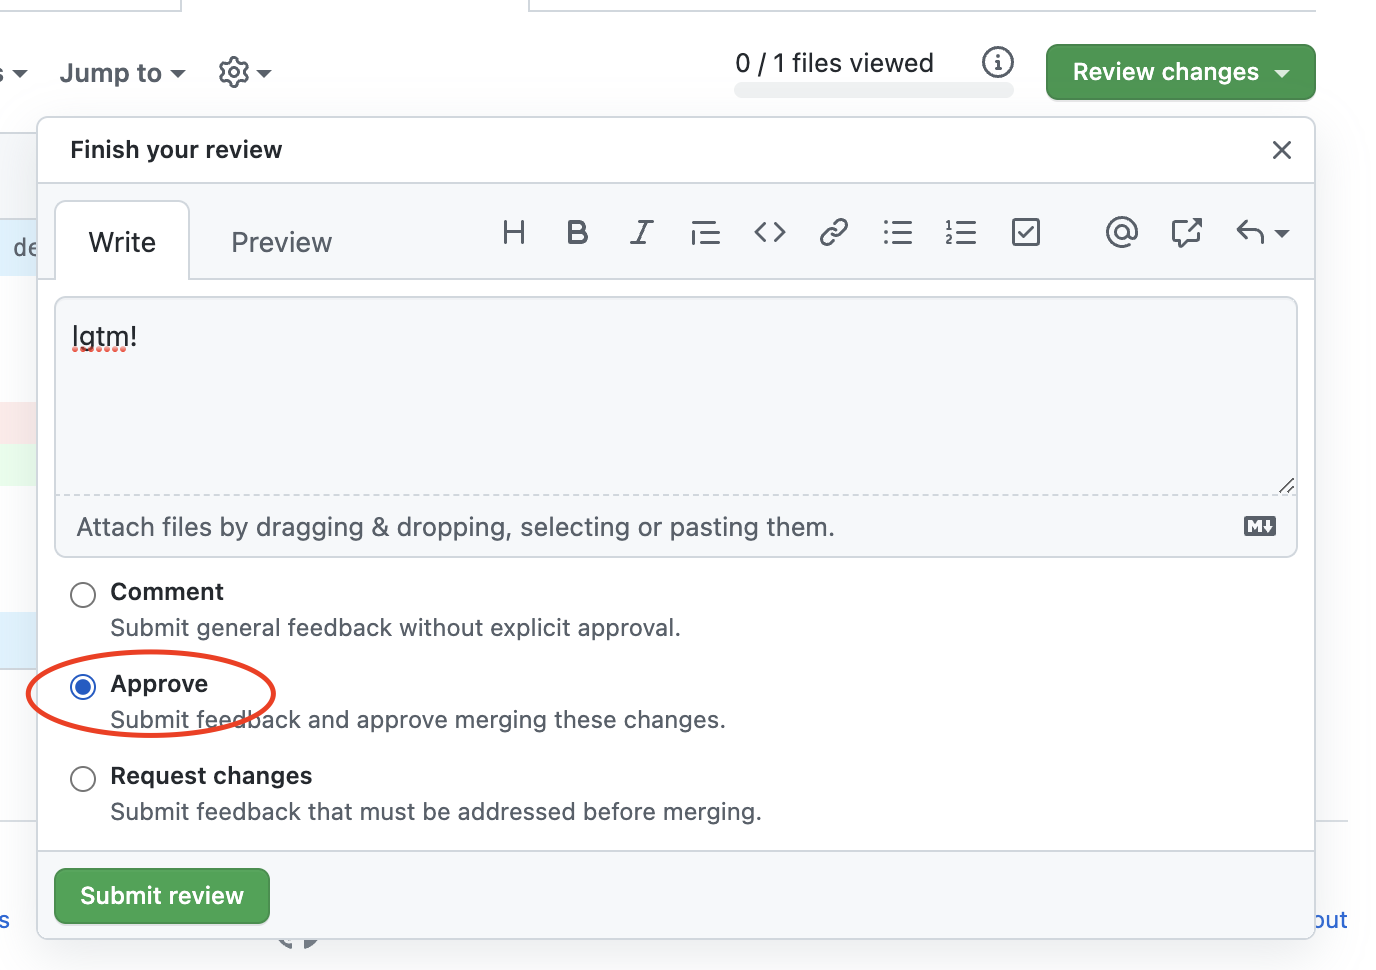 s Jump to 0 / 1 files viewed Review changes
Finish your review
Write Preview
de
lgtm!
Attach files by dragging & dropping, selecting or pasting them.
Comment
Submit general feedback without explicit approval.
Approve
Submit feedback and approve merging these changes.
Request changes
Submit feedback that must be addressed before merging.
Submit review
s out